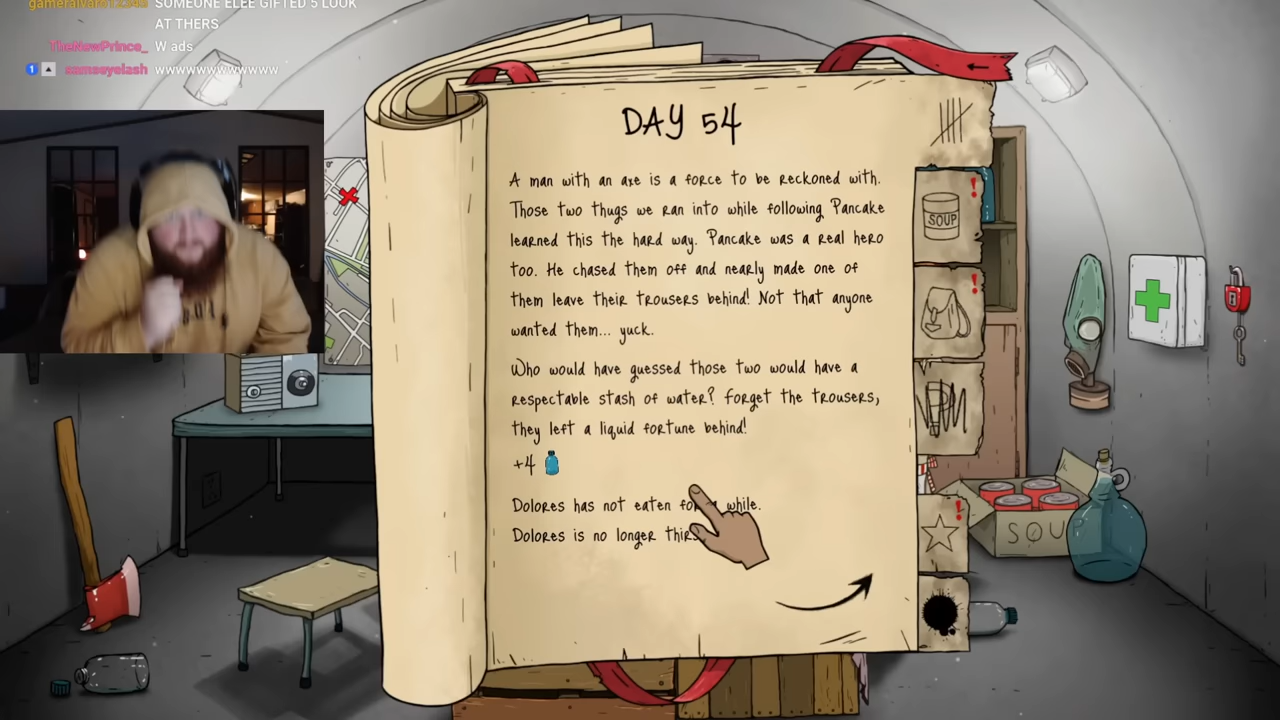 gameralvaro12340 SOMEONE ELEE GIFTED 5 LOOK
AT THERS
TheNewPrince_ W ads
1 sameeyelash wwwwwwwwwwww
DAY 54
A man with an axe is a force to be reckoned with.
Those two thugs we ran into while following Pancake
learned this the hard way. Pancake was a real hero
too. He chased them off and nearly made one of
them leave their trousers behind! Not that anyone
wanted them... yuck.
Who would have guessed those two would have a
respectable stash of water? Forget the trousers,
they left a liquid fortune behind!
+4
Dolores has not eaten for a while.
Dolores is no longer thirs
SOUP
SOU